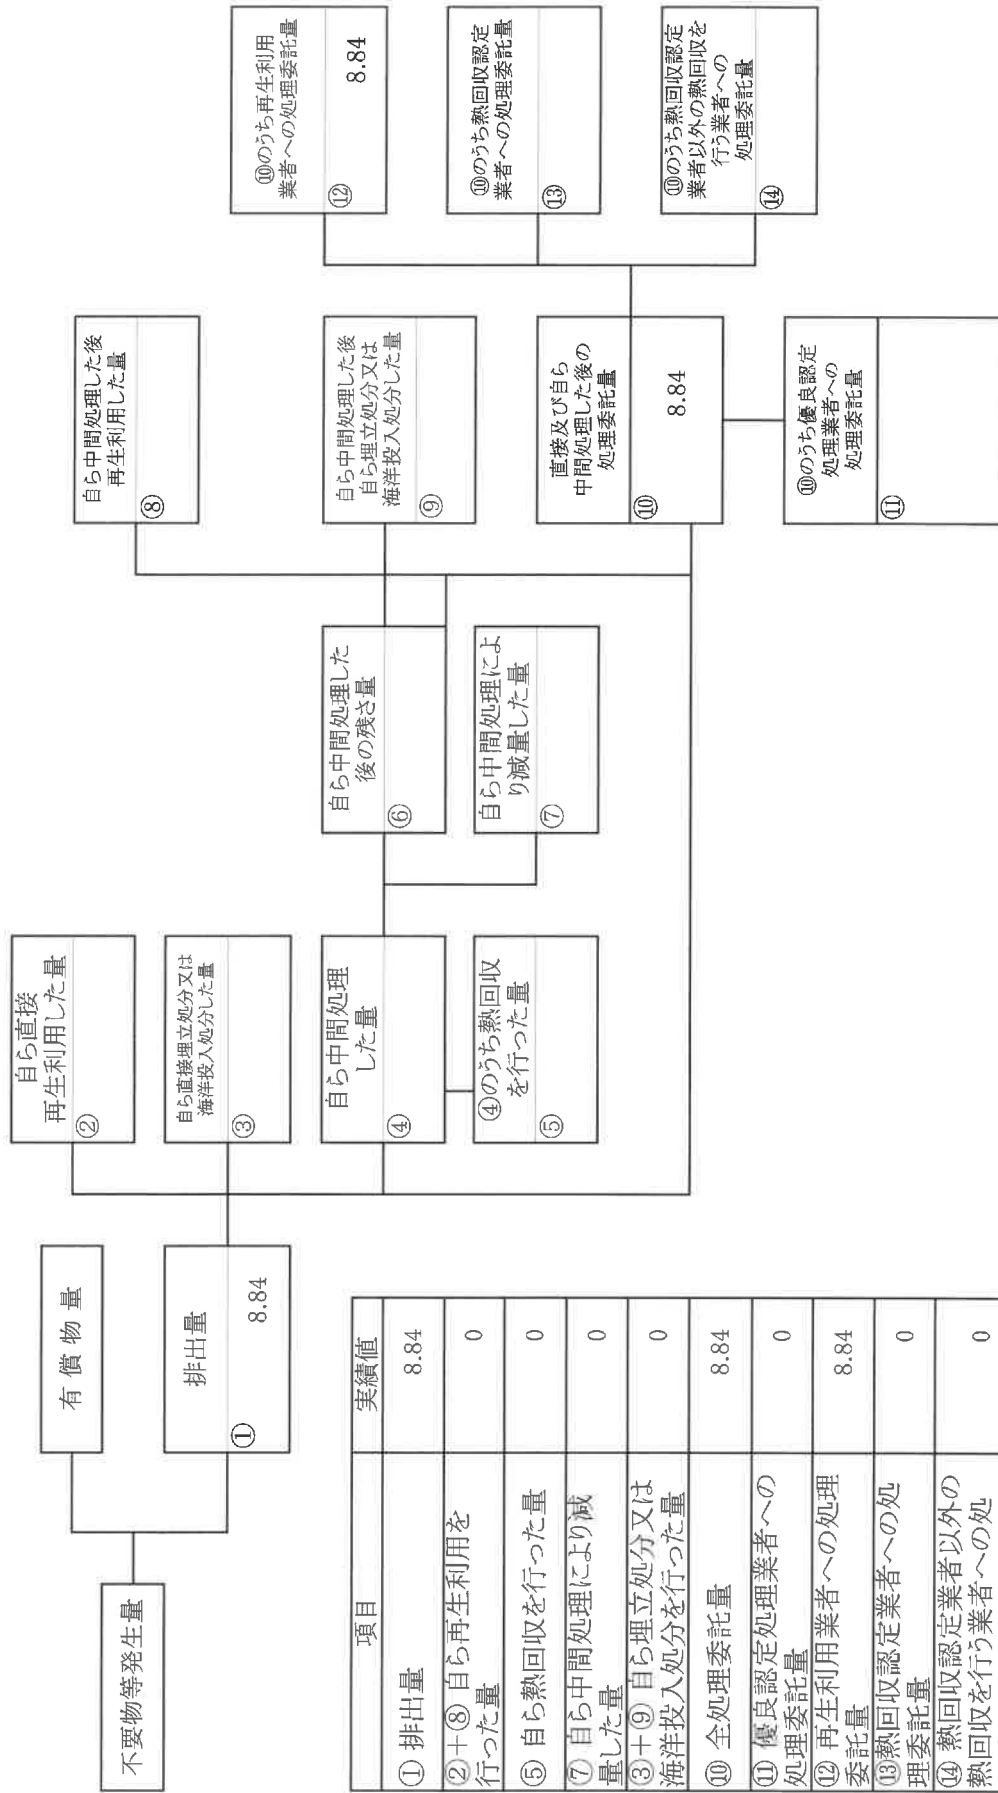 不要物等発生量
有償物量
排出量
①
8.84
自ら直接
再生利用した量
②
自ら直接埋立処分又は
海洋投入処分した量
③
自ら中間処理
した量
④
④のうち熱回収
を行った量
⑤
自ら中間処理した
後の残さ量
⑥
自ら中間処理によ
り減量した量
⑦
自ら中間処理した後
再生利用した量
⑧
自ら中間処理した後
自ら埋立処分又は
海洋投入処分した量
⑨
直接及び自ら
中間処理した後の
処理委託量
⑩
8.84
⑩のうち優良認定
処理業者への
処理委託量
⑪
⑩のうち再生利用
業者への処理委託量
⑫
8.84
⑩のうち熱回収認定
業者への処理委託量
⑬
⑩のうち熱回収認定
業者以外の熱回収を
行う業者への
処理委託量
⑭
項目 実績値
① 排出量 8.84
②+⑧ 自ら再生利用を
行った量 0
⑤ 自ら熱回収を行った量 0
⑦ 自ら中間処理により減
量した量 0
③+⑨ 自ら埋立処分又は
海洋投入処分を行った量 0
⑩ 全処理委託量 8.84
⑪ 優良認定処理業者への
処理委託量 0
⑫ 再生利用業者への処理
委託量 8.84
⑬熱回収認定業者への処
理委託量 0
⑭ 熱回収認定業者以外の
熱回収を行う業者への処 0